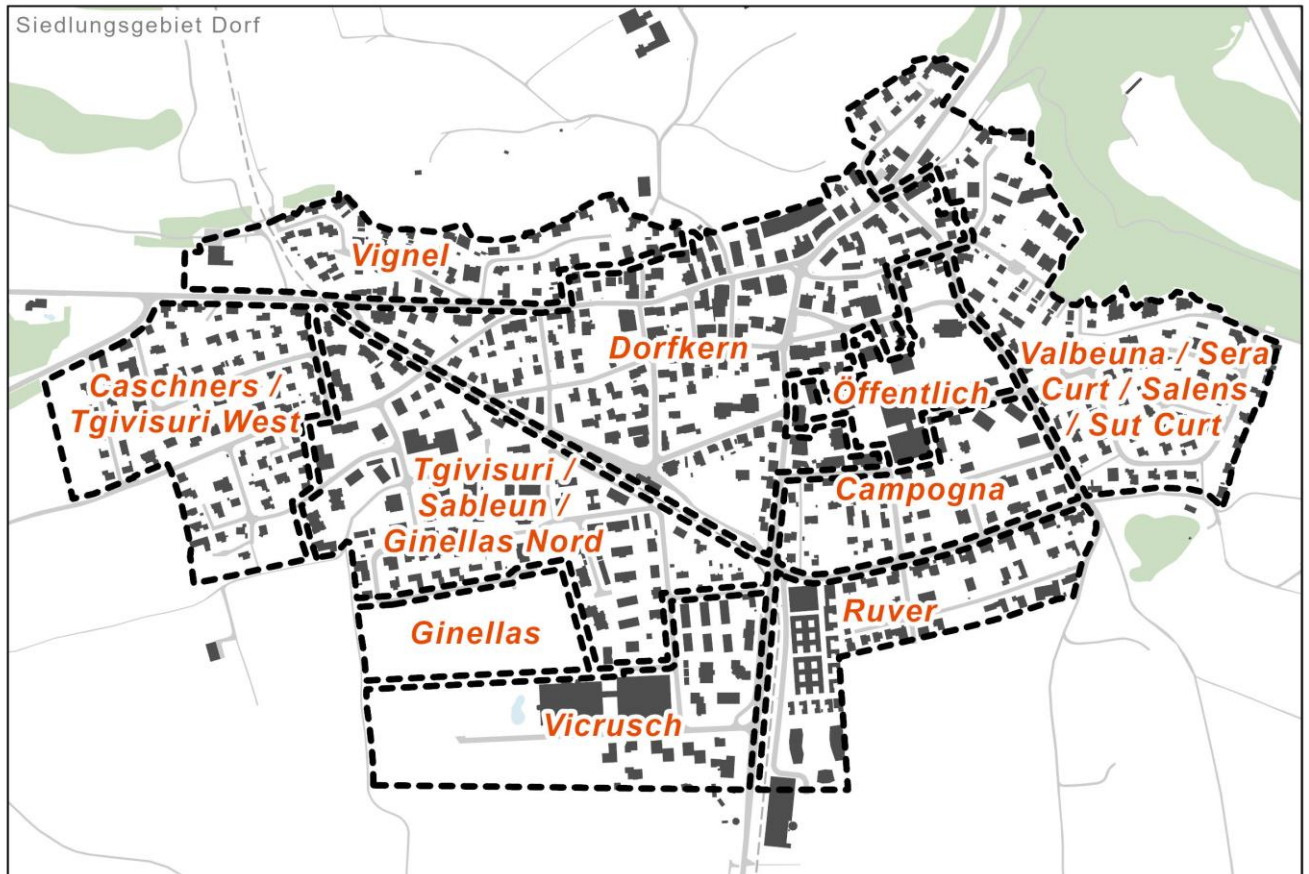 Siedlungsgebiet Dorf
Vignel
Dorfkern
Caschners /
Tgivisuri West
Valbeuna / Sera
Curt / Salens
/ Sut Curt
Öffentlich
Tgivisuri /
Sableun /
Ginellas Nord
Campogna
Ginellas
Ruver
Vicrusch